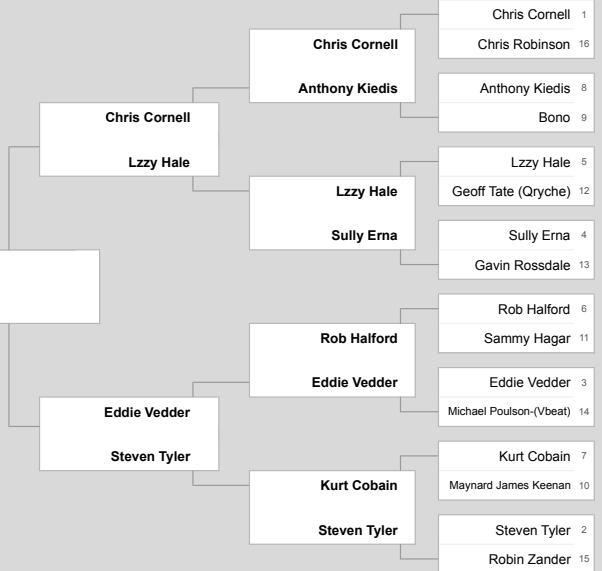 Chris Cornell 1
Chris Robinson 16
Anthony Kiedis 8
Bono 9
Lzzy Hale 5
Geoff Tate (Qryche) 12
Sully Erna 4
Gavin Rossdale 13
Rob Halford 6
Sammy Hagar 11
Eddie Vedder 3
Michael Poulson-(Vbeat) 14
Kurt Cobain 7
Maynard James Keenan 10
Steven Tyler 2
Robin Zander 15
Chris Cornell
Anthony Kiedis
Lzzy Hale
Sully Erna
Rob Halford
Eddie Vedder
Kurt Cobain
Steven Tyler
Chris Cornell
Lzzy Hale
Eddie Vedder
Steven Tyler